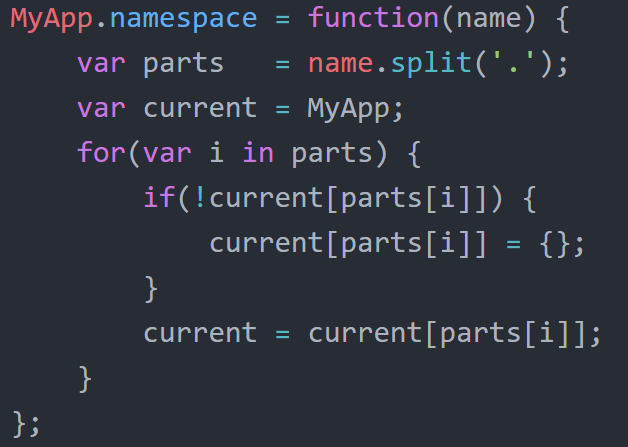 MyApp.namespace = function(name) {
    var parts   = name.split('.');
    var current = MyApp;
    for(var i in parts) {
        if(!current[parts[i]]) {
            current[parts[i]] = {};
        }
        current = current[parts[i]];
    }
};